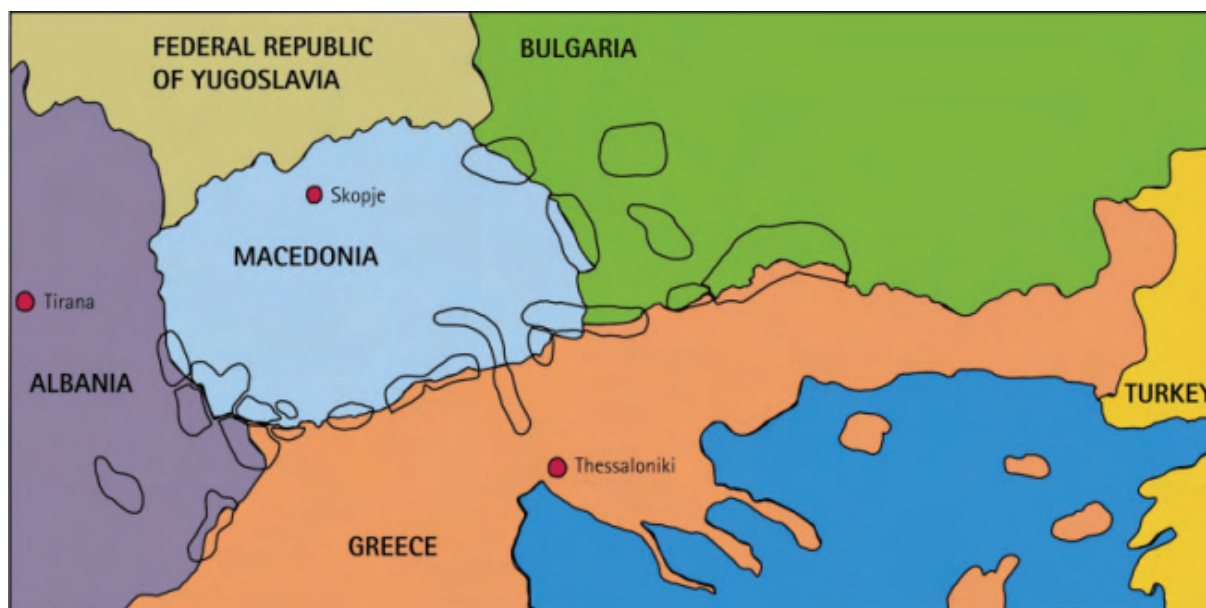 FEDERAL REPUBLIC
OF YUGOSLAVIA
BULGARIA
Skopje
MACEDONIA
Tirana
ALBANIA
TURKEY
Thessaloniki
GREECE